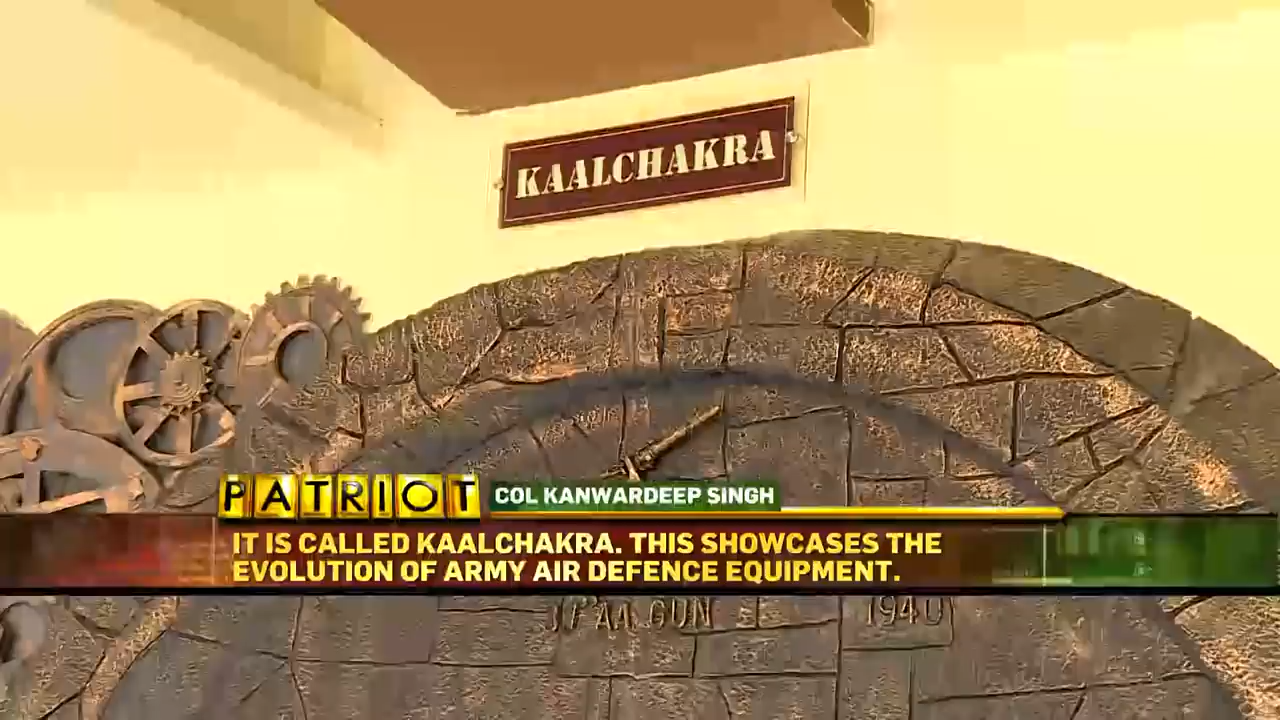 KAALCHAKRA
PATRIOT
COL KANWARDEEP SINGH
IT IS CALLED KAALCHAKRA. THIS SHOWCASES THE
EVOLUTION OF ARMY AIR DEFENCE EQUIPMENT.
AA GUN 1940